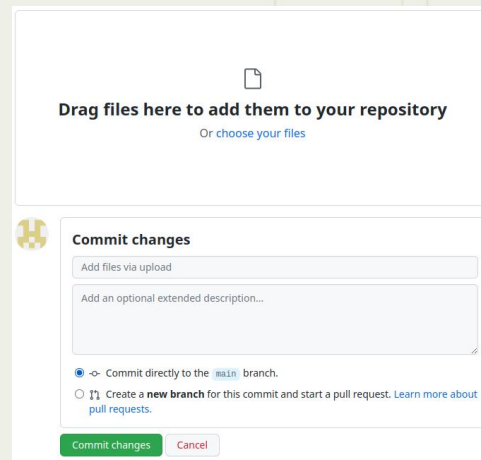 Drag files here to add them to your repository
Or choose your files
Commit changes
Add files via upload
Add an optional extended description...
Commit directly to the main branch.
Create a new branch for this commit and start a pull request. Learn more about
pull requests.
Commit changes
Cancel